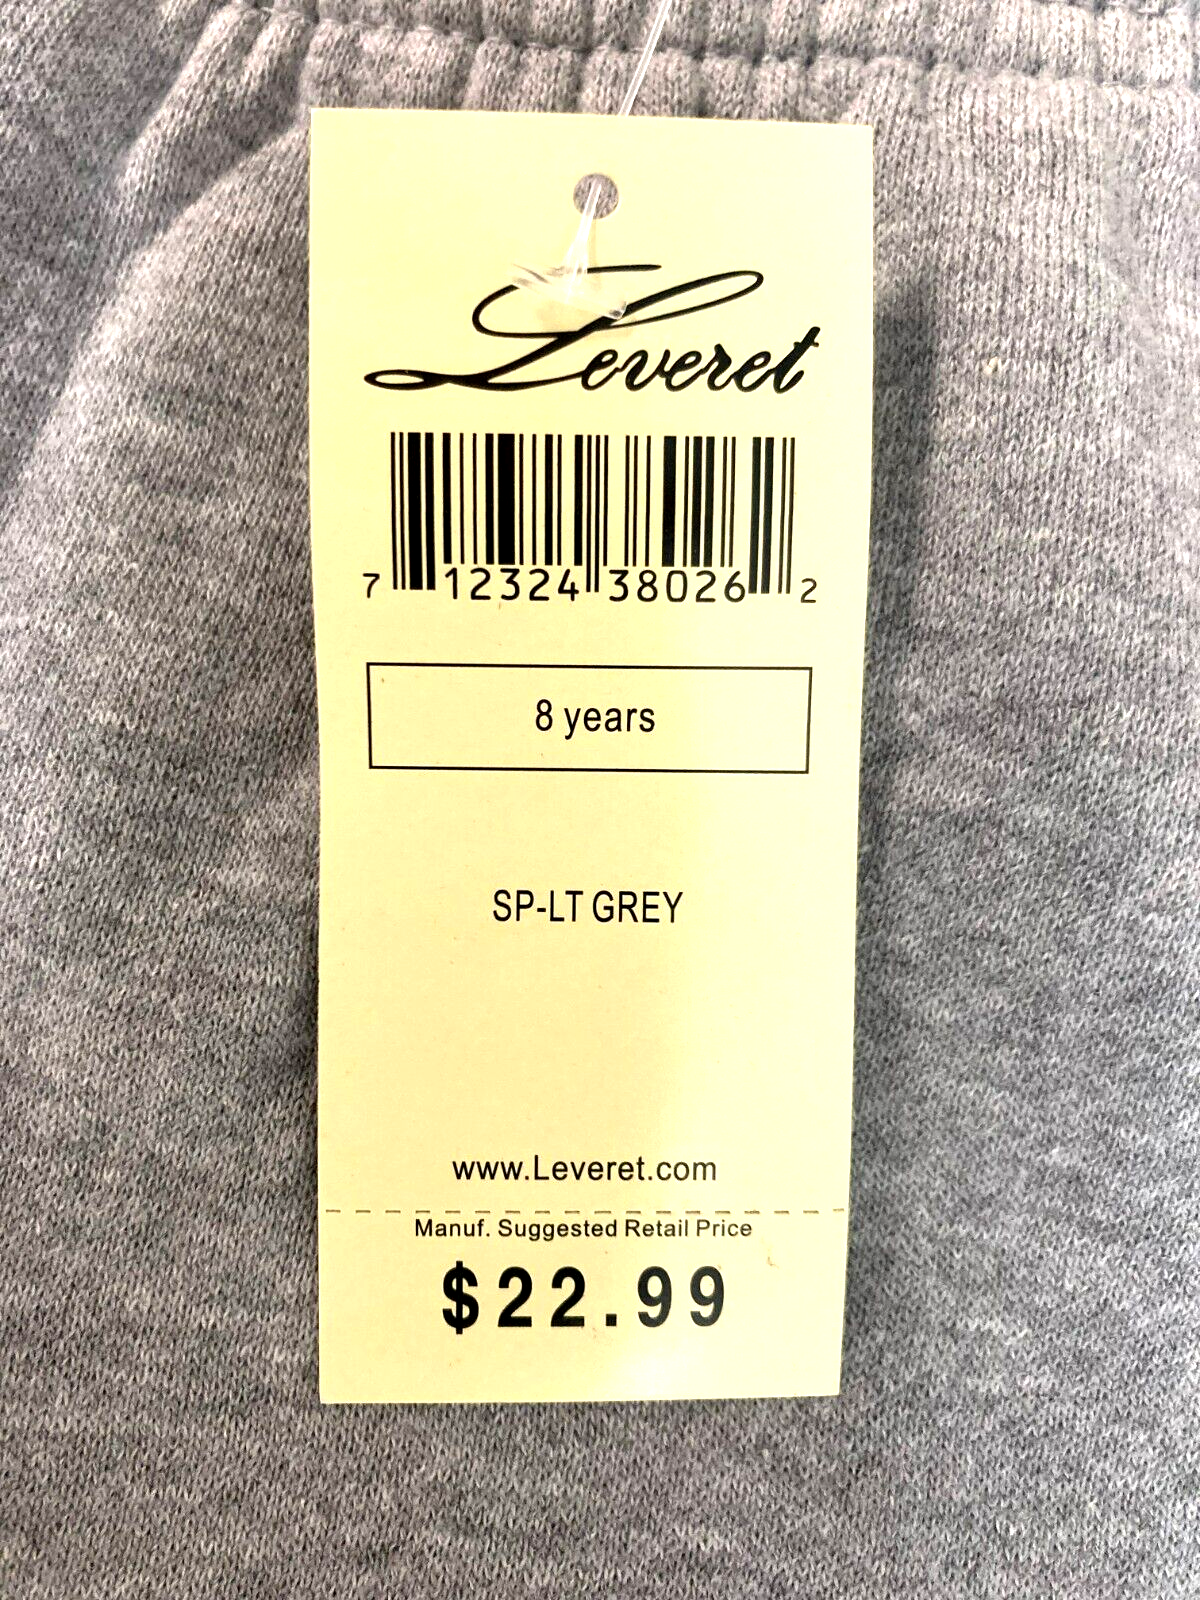 Leveret
7 12324 38026 2
8 years
SP-LT GREY
www.Leveret.com
Manuf. Suggested Retail Price
$22.99